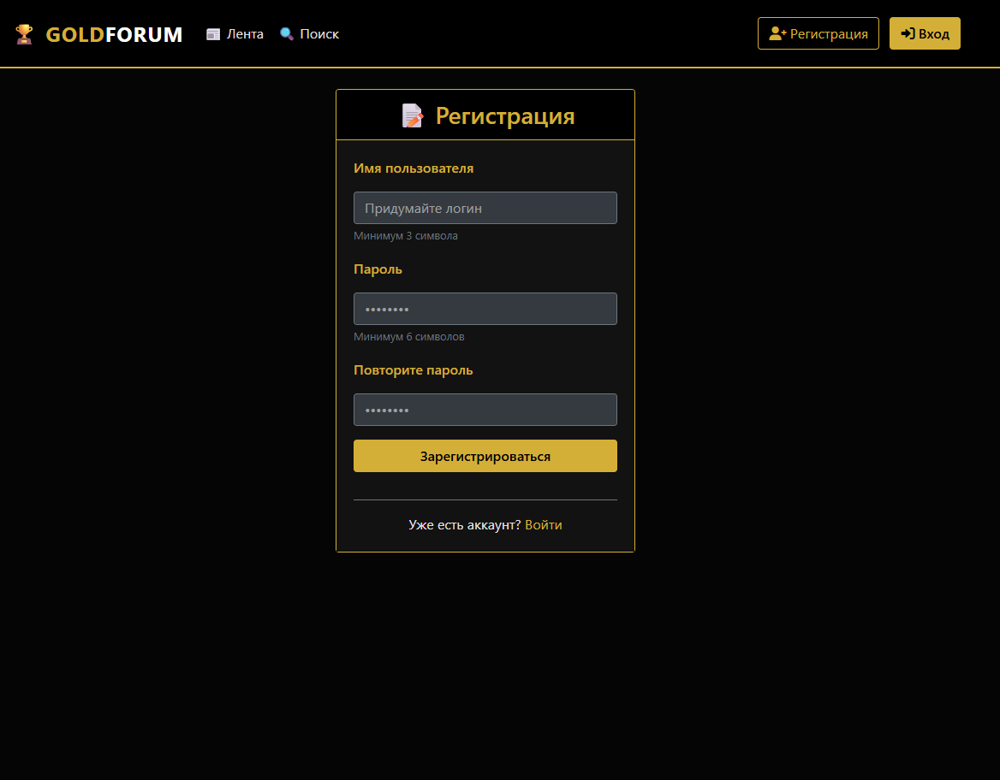 GOLDFORUM Лента Поиск Регистрация Вход
Регистрация
Имя пользователя
Придумайте логин
Минимум 3 символа
Пароль
••••••••
Минимум 6 символов
Повторите пароль
••••••••
Зарегистрироваться
Уже есть аккаунт? Войти